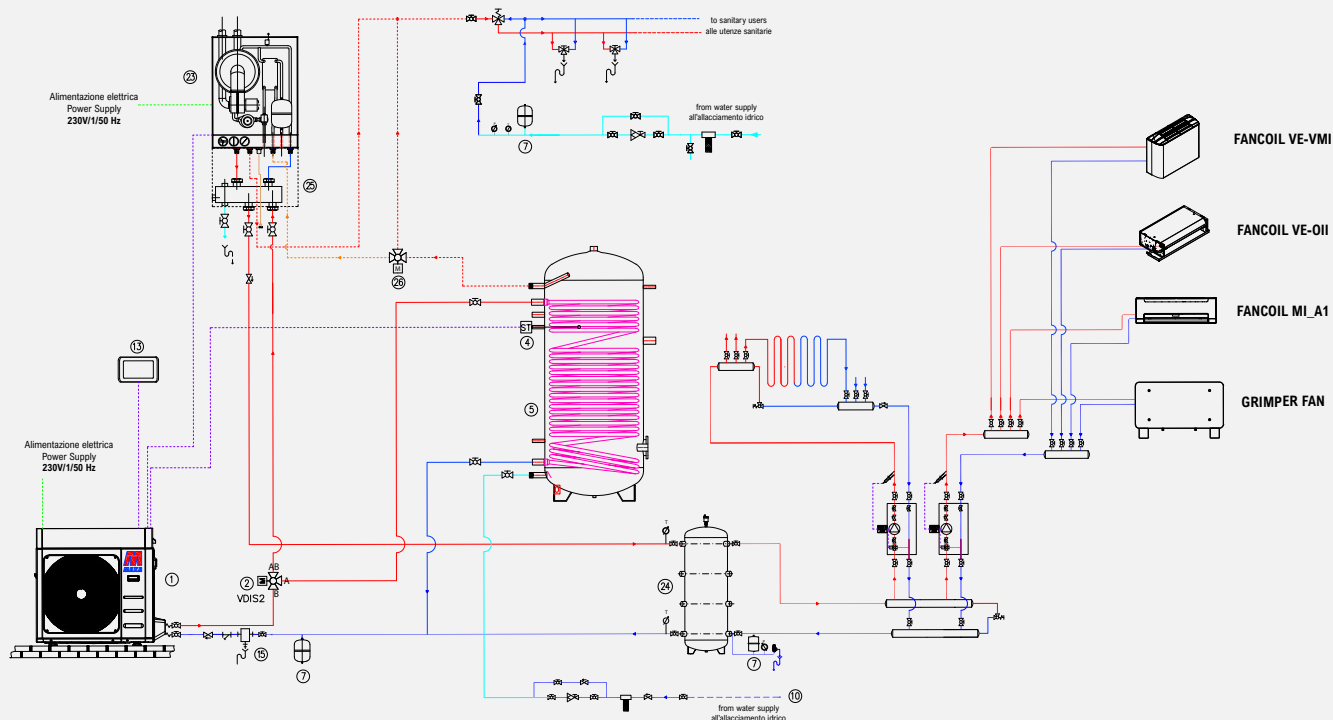 to sanitary users
alle utenze sanitarie
23
Alimentazione elettrica
Power Supply
230V/1/50 Hz
from water supply
all'allacciamento idrico
7
FANCOIL VE-VMI
25
FANCOIL VE-OII
M
26
FANCOIL MI_A1
ST
4
13
GRIMPER FAN
5
Alimentazione elettrica
Power Supply
230V/1/50 Hz
1
2
M
AB
A
B
VDIS2
T
24
T
15
7
7
10
from water supply
all'allacciamento idrico